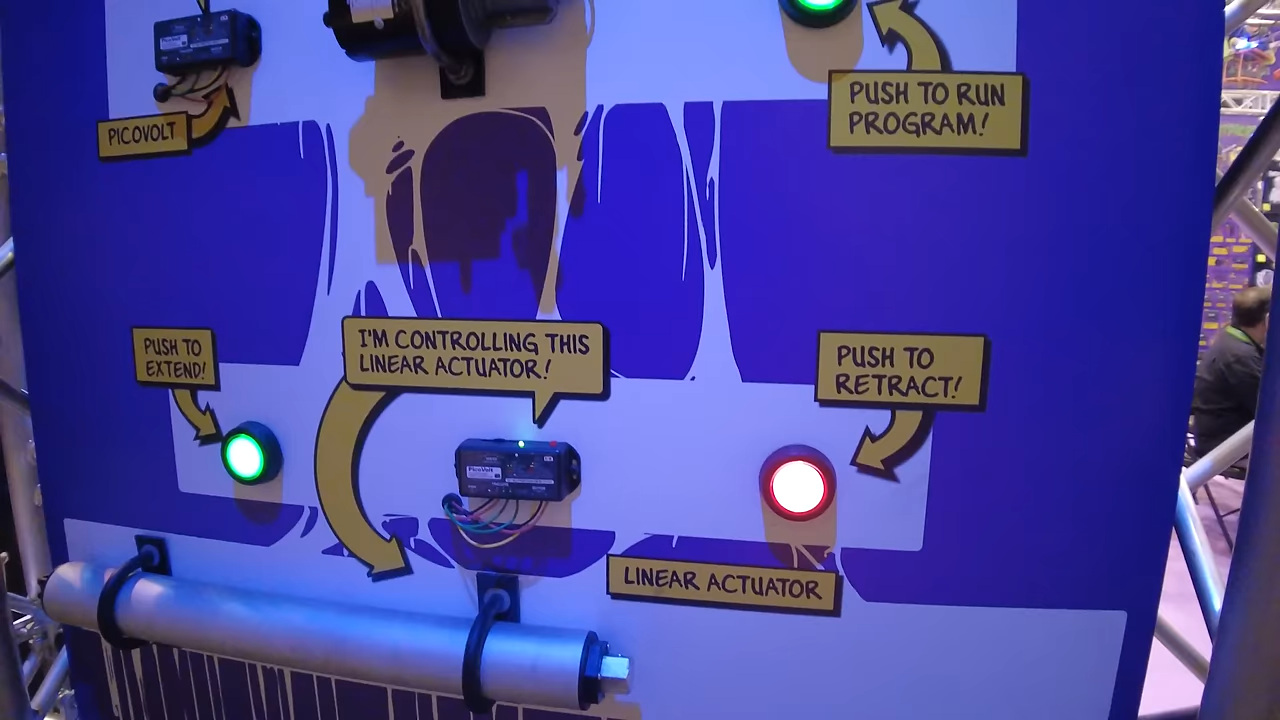 PICOVOLT
PUSH TO RUN
PROGRAM!
PUSH TO
EXTEND!
I'M CONTROLLING THIS
LINEAR ACTUATOR!
PUSH TO
RETRACT!
PicoVolt
LINEAR ACTUATOR